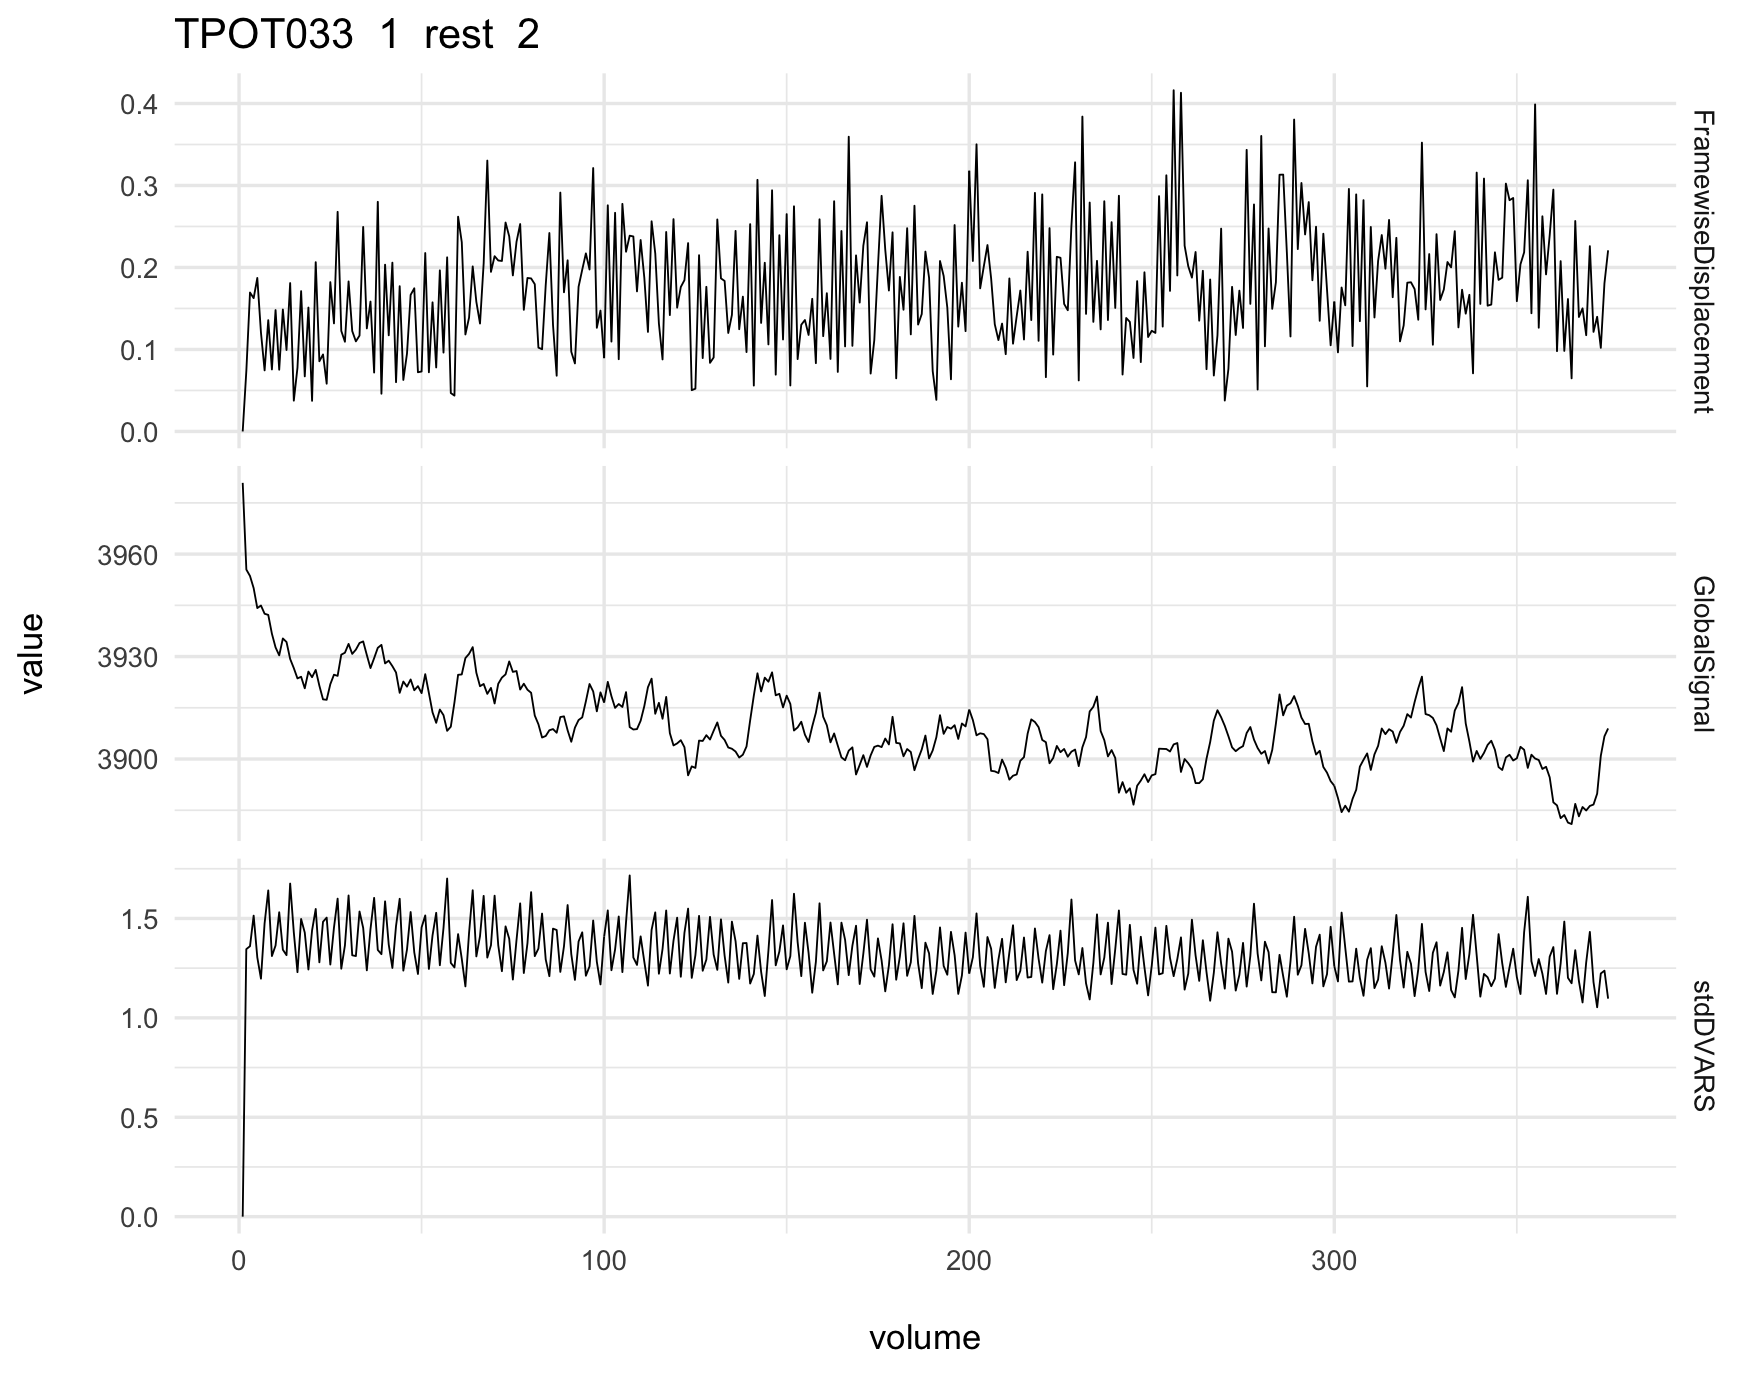 TPOT033 1 rest 2
0.4
0.3
0.2
0.1
0.0
FramewiseDisplacement
3960
3930
3900
GlobalSignal
value
1.5
1.0
0.5
0.0
stdDVARS
0 100 200 300
volume